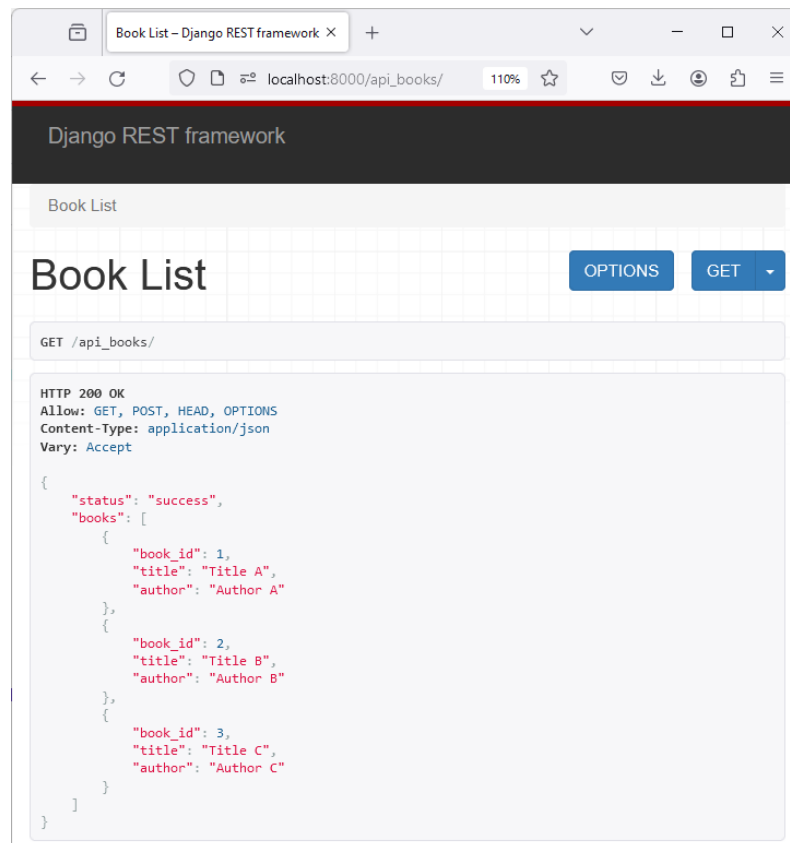 Book List – Django REST framework
localhost:8000/api_books/ 110%
Django REST framework
Book List
Book List
OPTIONS GET
GET /api_books/
HTTP 200 OK
Allow: GET, POST, HEAD, OPTIONS
Content-Type: application/json
Vary: Accept
{
    "status": "success",
    "books": [
        {
            "book_id": 1,
            "title": "Title A",
            "author": "Author A"
        },
        {
            "book_id": 2,
            "title": "Title B",
            "author": "Author B"
        },
        {
            "book_id": 3,
            "title": "Title C",
            "author": "Author C"
        }
    ]
}